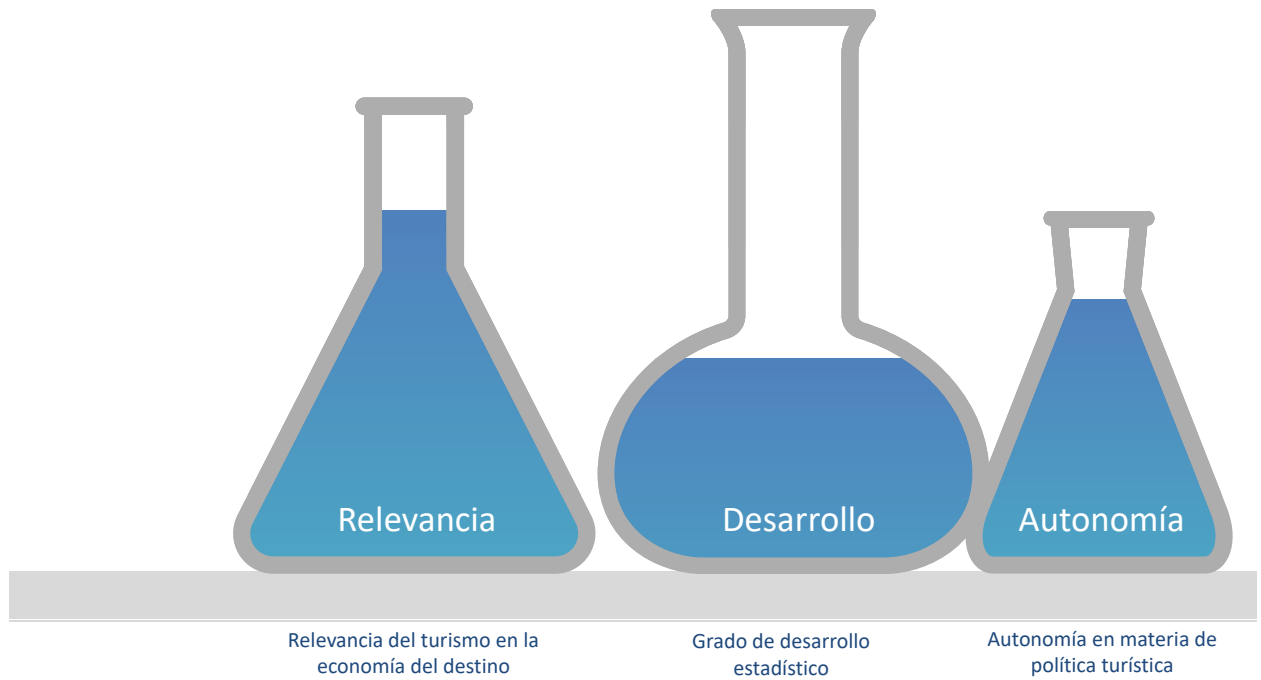 Relevancia
Desarrollo
Autonomía
Relevancia del turismo en la
economía del destino
Grado de desarrollo
estadístico
Autonomía en materia de
política turística